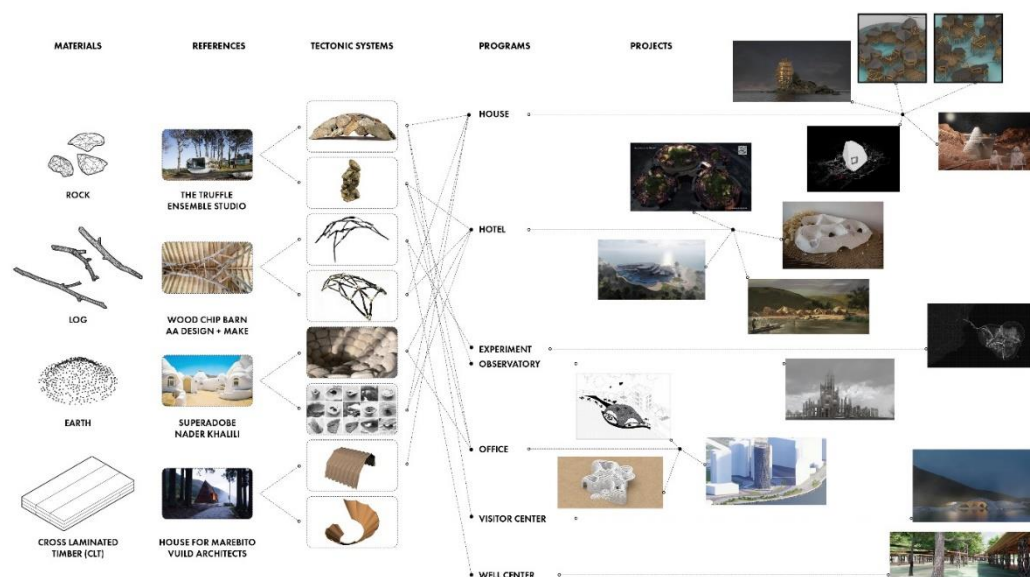 MATERIALS
REFERENCES
TECTONIC SYSTEMS
PROGRAMS
PROJECTS
ROCK
THE TRUFFLE
ENSEMBLE STUDIO
LOG
WOOD CHIP BARN
AA DESIGN + MAKE
EARTH
SUPERADOBE
NADER KHALILI
CROSS LAMINATED
TIMBER (CLT)
HOUSE FOR MAREBITO
VUILD ARCHITECTS
HOUSE
HOTEL
EXPERIMENT
OBSERVATORY
OFFICE
VISITOR CENTER
WELL CENTER